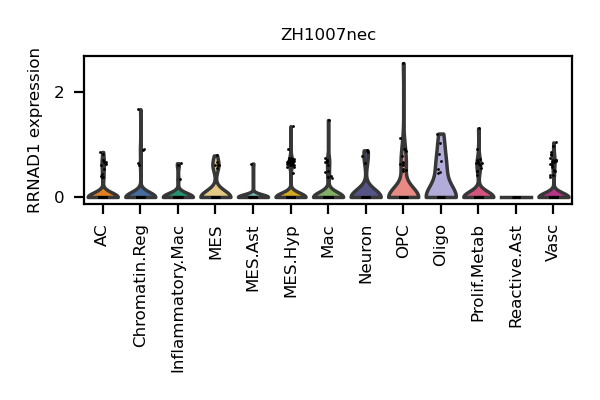 ZH1007nec
RRNAD1 expression
2
0
AC
Chromatin.Reg
Inflammatory.Mac
MES
MES.Ast
MES.Hyp
Mac
Neuron
OPC
Oligo
Prolif.Metab
Reactive.Ast
Vasc